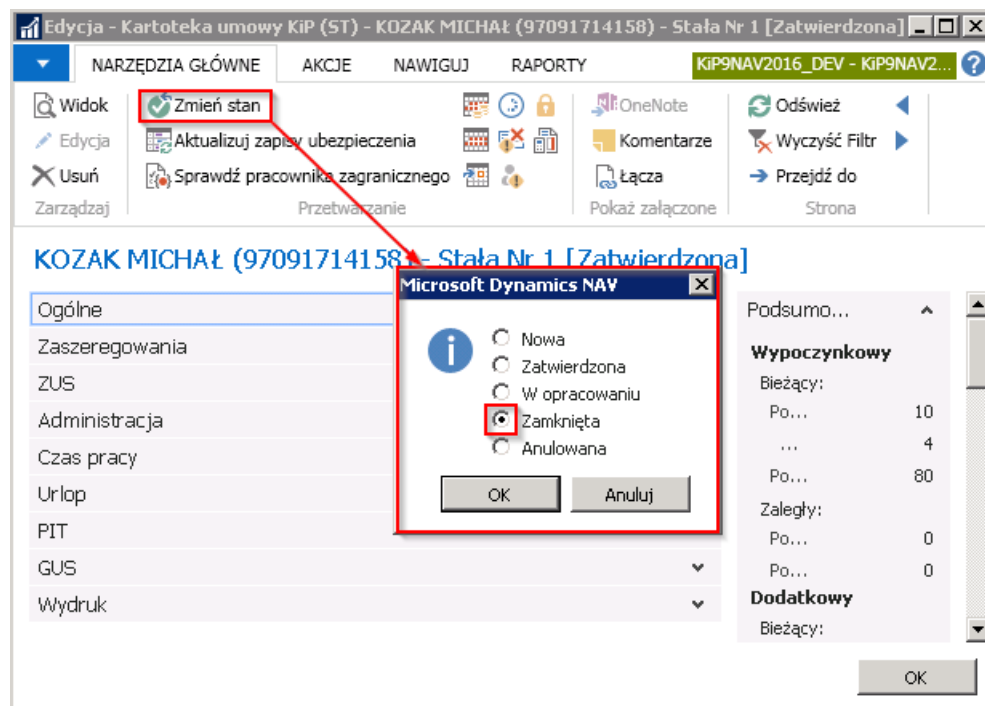 Edycja - Kartoteka umowy KiP (ST) - KOZAK MICHAŁ (97091714158) - Stała Nr 1 [Zatwierdzona]
NARZĘDZIA GŁÓWNE AKCJE NAWIGUJ RAPORTY KiP9NAV2016_DEV - KiP9NAV2...
Widok Zmień stan OneNote Odśwież
Edycja Aktualizuj zapisy ubezpieczenia Komentarze Wyczyść Filtr
Usuń Sprawdź pracownika zagranicznego Łącza Przejdź do
Zarządzaj Przetwarzanie Pokaż załączone Strona
KOZAK MICHAŁ (97091714158) - Stała Nr 1 [Zatwierdzona]
Microsoft Dynamics NAV
Nowa
Zatwierdzona
W opracowaniu
Zamknięta
Anulowana
OK Anuluj
Ogólne
Zaszeregowania
ZUS
Administracja
Czas pracy
Urlop
PIT
GUS
Wydruk
Podsumo...
Wypoczynkowy
Bieżący:
Po... 10
... 4
Po... 80
Zaległy:
Po... 0
Po... 0
Dodatkowy
Bieżący:
OK